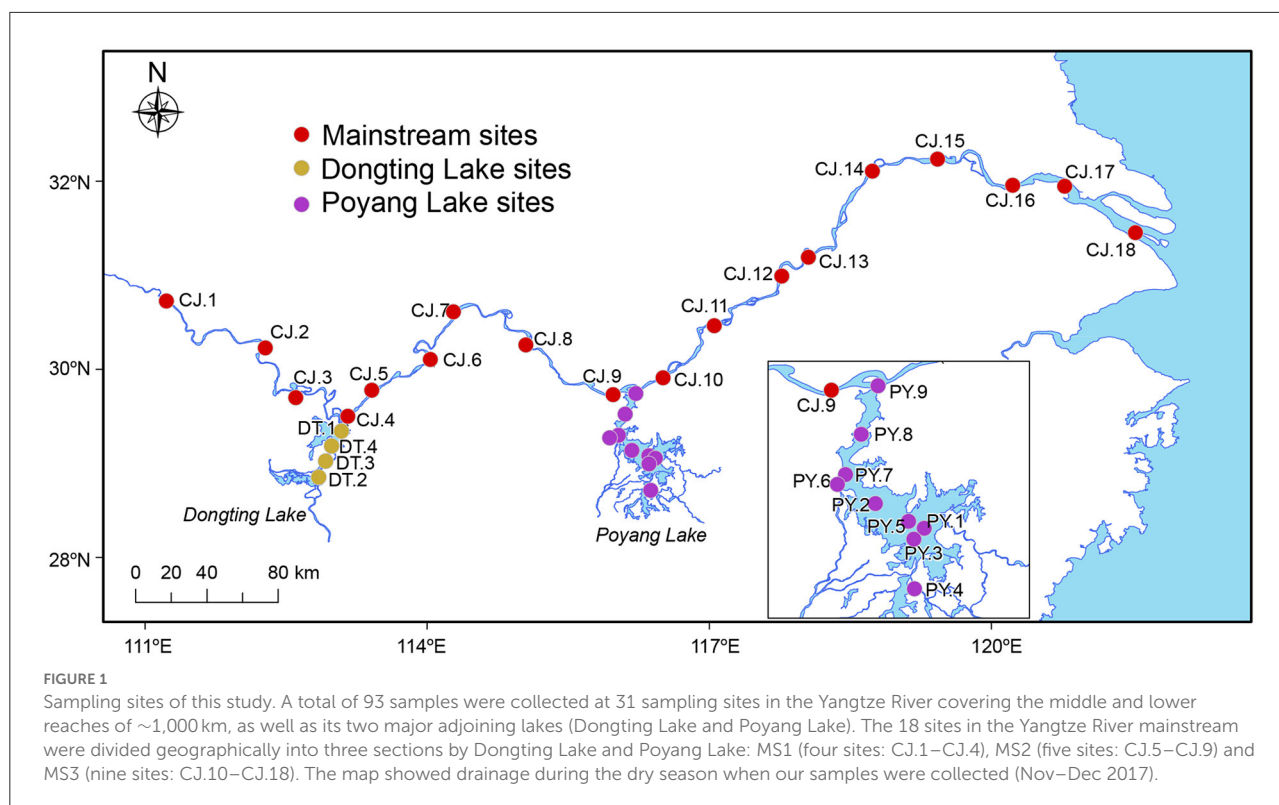 N
Mainstream sites
Dongting Lake sites
Poyang Lake sites
32°N
30°N
28°N
CJ.1
CJ.2
CJ.3
CJ.4
CJ.5
CJ.6
CJ.7
CJ.8
CJ.9
CJ.10
CJ.11
CJ.12
CJ.13
CJ.14
CJ.15
CJ.16
CJ.17
CJ.18
DT.1
DT.4
DT.3
DT.2
Dongting Lake
Poyang Lake
CJ.9
PY.9
PY.8
PY.7
PY.6
PY.2
PY.5
PY.1
PY.3
PY.4
0 20 40 80 km
111°E
114°E
117°E
120°E
FIGURE 1
Sampling sites of this study. A total of 93 samples were collected at 31 sampling sites in the Yangtze River covering the middle and lower
reaches of ~1,000 km, as well as its two major adjoining lakes (Dongting Lake and Poyang Lake). The 18 sites in the Yangtze River mainstream
were divided geographically into three sections by Dongting Lake and Poyang Lake: MS1 (four sites: CJ.1–CJ.4), MS2 (five sites: CJ.5–CJ.9) and
MS3 (nine sites: CJ.10–CJ.18). The map showed drainage during the dry season when our samples were collected (Nov–Dec 2017).